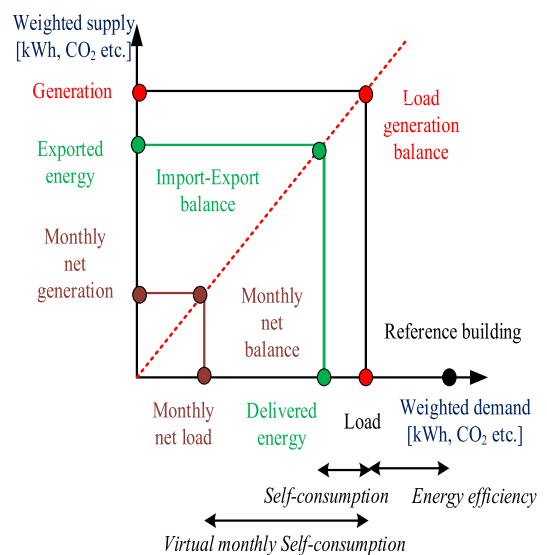 Weighted supply
[kWh, CO₂ etc.]
Generation
Load
generation
balance
Exported
energy
Import-Export
balance
Monthly
net
generation
Monthly
net
balance
Reference building
Monthly
net load
Delivered
energy
Load
Weighted demand
[kWh, CO₂ etc.]
Self-consumption
Energy efficiency
Virtual monthly Self-consumption